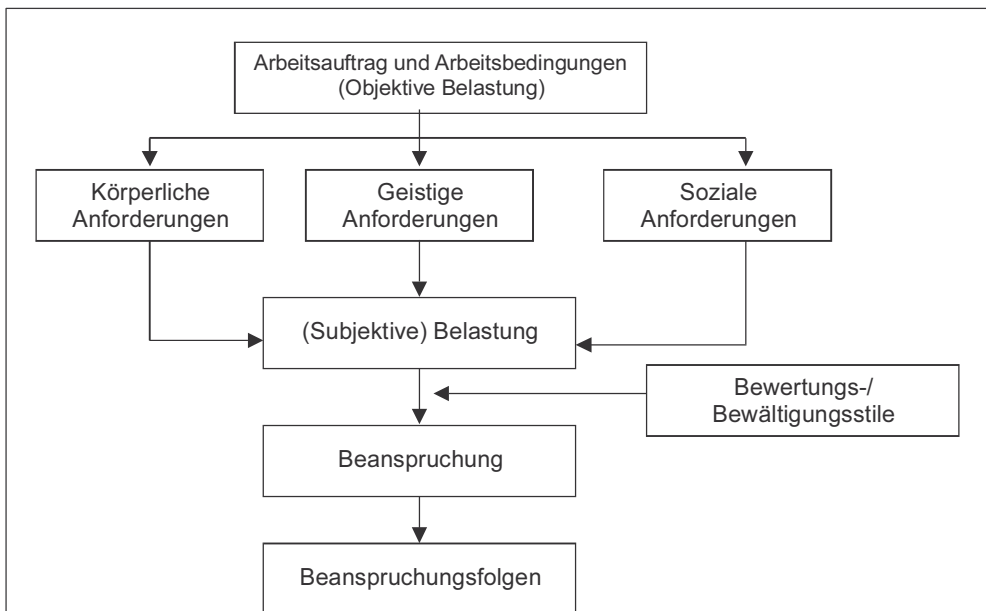 Arbeitsauftrag und Arbeitsbedingungen
(Objektive Belastung)
Körperliche
Anforderungen
Geistige
Anforderungen
Soziale
Anforderungen
(Subjektive) Belastung
Bewertungs-/
Bewältigungsstile
Beanspruchung
Beanspruchungsfolgen